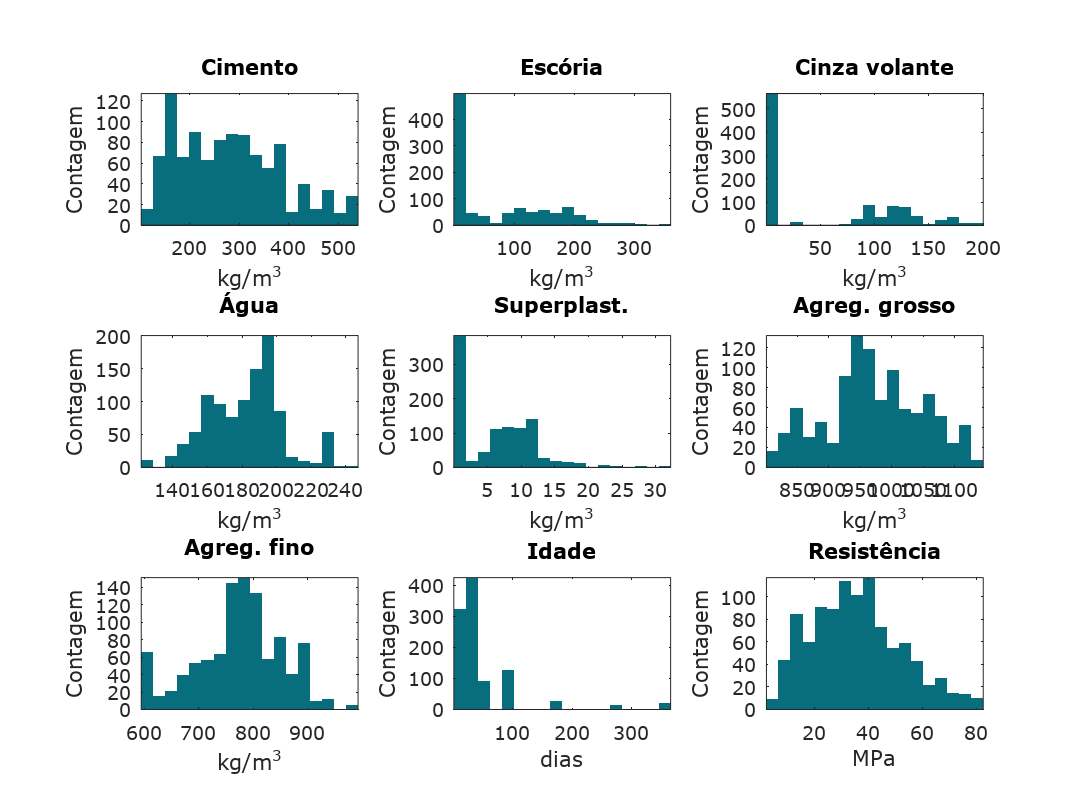 Cimento
Contagem
120
100
80
60
40
20
0
200 300 400 500
kg/m³
Escória
Contagem
400
300
200
100
0
100 200 300
kg/m³
Cinza volante
Contagem
500
400
300
200
100
0
50 100 150 200
kg/m³
Água
Contagem
200
150
100
50
0
140 160 180 200 220 240
kg/m³
Superplast.
Contagem
300
200
100
0
5 10 15 20 25 30
kg/m³
Agreg. grosso
Contagem
120
100
80
60
40
20
0
850 900 950 1000 1050 1100
kg/m³
Agreg. fino
Contagem
140
120
100
80
60
40
20
0
600 700 800 900
kg/m³
Idade
Contagem
400
300
200
100
0
100 200 300
dias
Resistência
Contagem
100
80
60
40
20
0
20 40 60 80
MPa